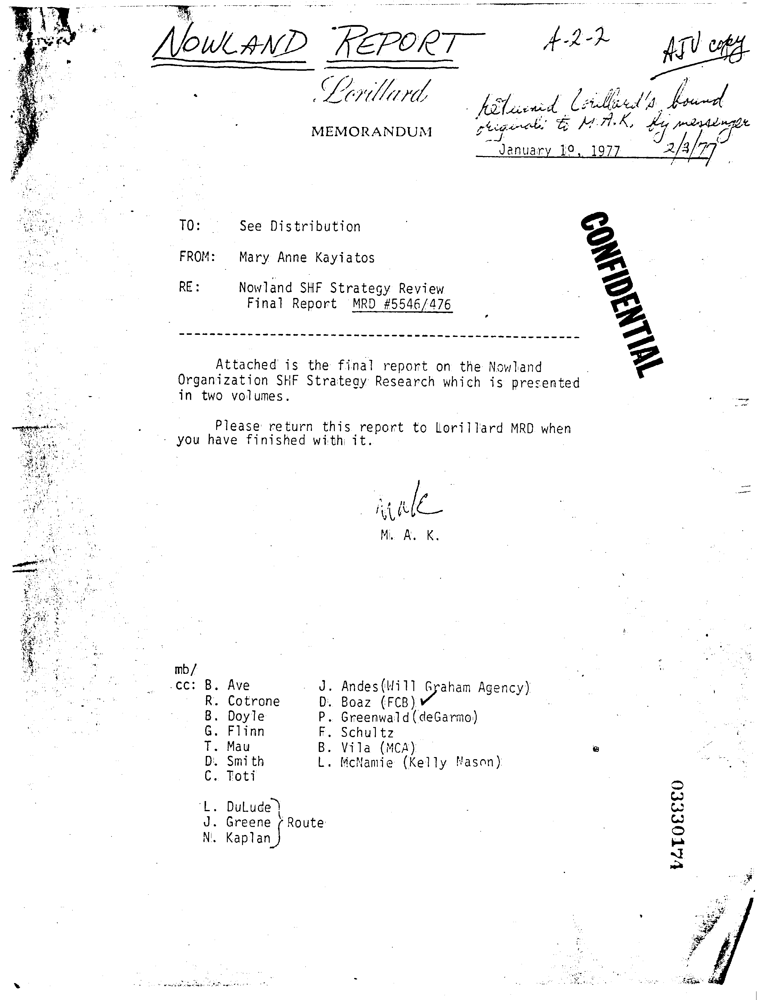 NOWLAND REPORT
A-2-2
AJV copy
Lorillard
MEMORANDUM
Returned Lorillard's bound
originals to M.A.K. by messenger
2/3/77
January 10, 1977
TO: See Distribution
FROM: Mary Anne Kayiatos
RE: Nowland SHF Strategy Review
Final Report MRD #5546/476
CONFIDENTIAL
Attached is the final report on the Nowland
Organization SHF Strategy Research which is presented
in two volumes.
Please return this report to Lorillard MRD when
you have finished with it.
M. A. K.
mb/
cc: B. Ave J. Andes(Will Graham Agency)
R. Cotrone D. Boaz (FCB) ✓
B. Doyle P. Greenwald(deGarmo)
G. Flinn F. Schultz
T. Mau B. Vila (MCA)
D. Smith L. McNamie (Kelly Nason)
C. Toti
L. DuLude
J. Greene Route
N. Kaplan
03330174